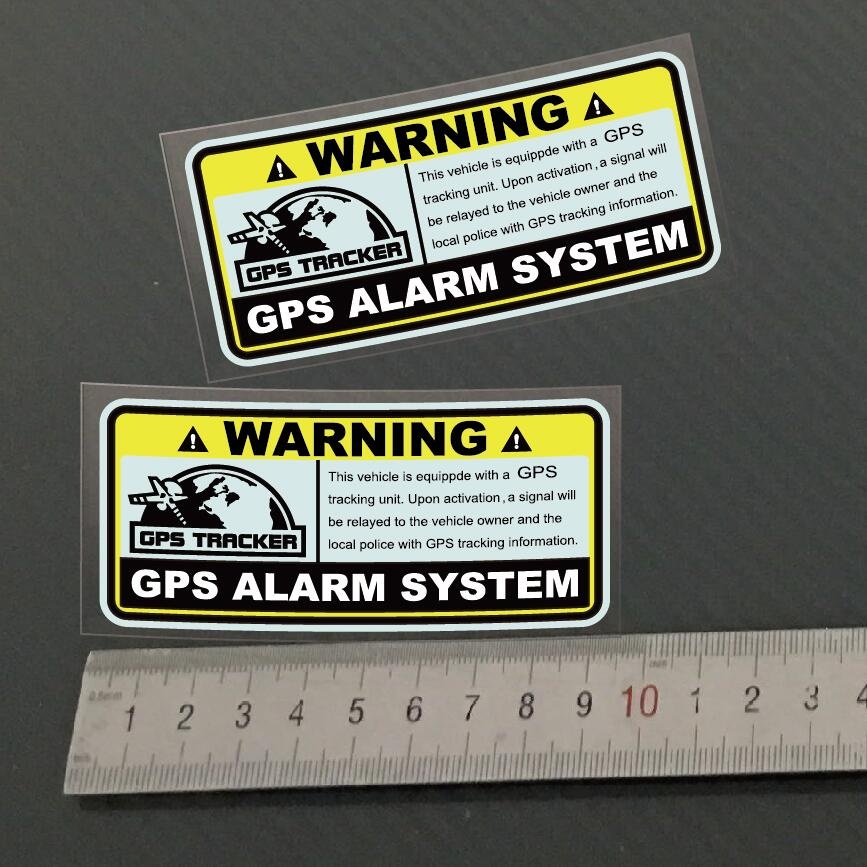 WARNING
This vehicle is equippde with a GPS
tracking unit. Upon activation , a signal will
be relayed to the vehicle owner and the
local police with GPS tracking information.
GPS TRACKER
GPS ALARM SYSTEM
WARNING
This vehicle is equippde with a GPS
tracking unit. Upon activation , a signal will
be relayed to the vehicle owner and the
local police with GPS tracking information.
GPS TRACKER
GPS ALARM SYSTEM
0.5mm
1 2 3 4 5 6 7 8 9 10 1 2 3 4